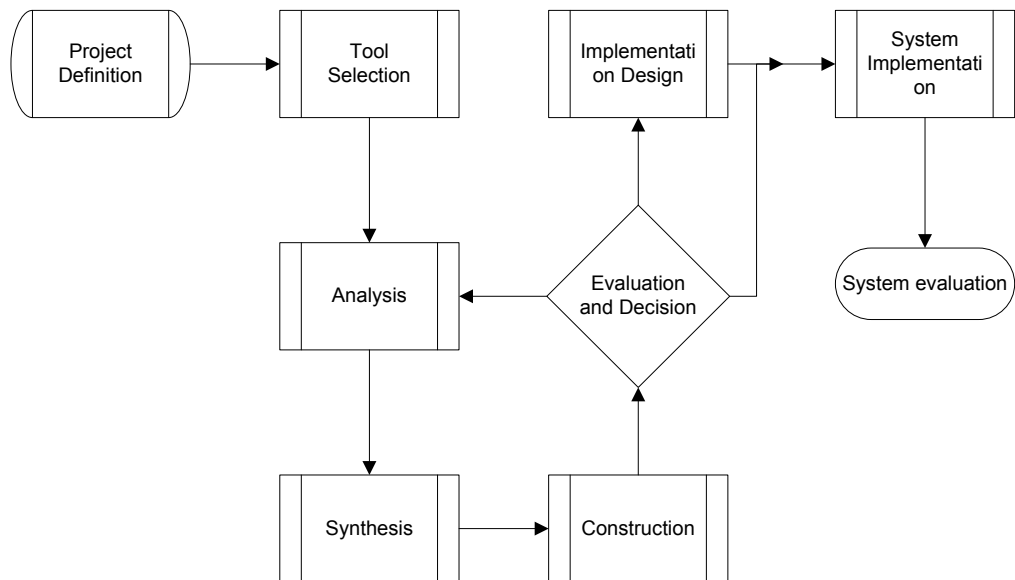 Project
Definition
Tool
Selection
Implementati
on Design
System
Implementati
on
Analysis
Evaluation
and Decision
System evaluation
Synthesis
Construction